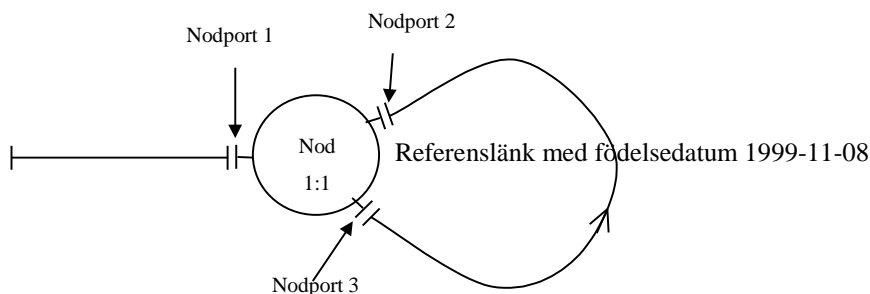 Nodport 1
Nodport 2
Nod
1:1
Referenslänk med födelsedatum 1999-11-08
Nodport 3